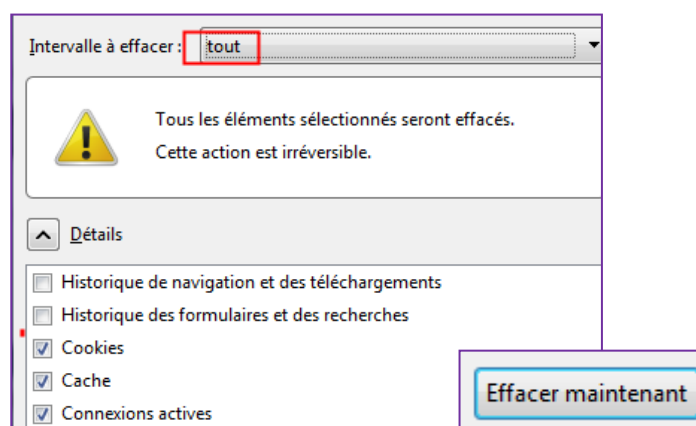 Intervalle à effacer : tout
Tous les éléments sélectionnés seront effacés.
Cette action est irréversible.
Détails
Historique de navigation et des téléchargements
Historique des formulaires et des recherches
Cookies
Cache
Connexions actives
Effacer maintenant